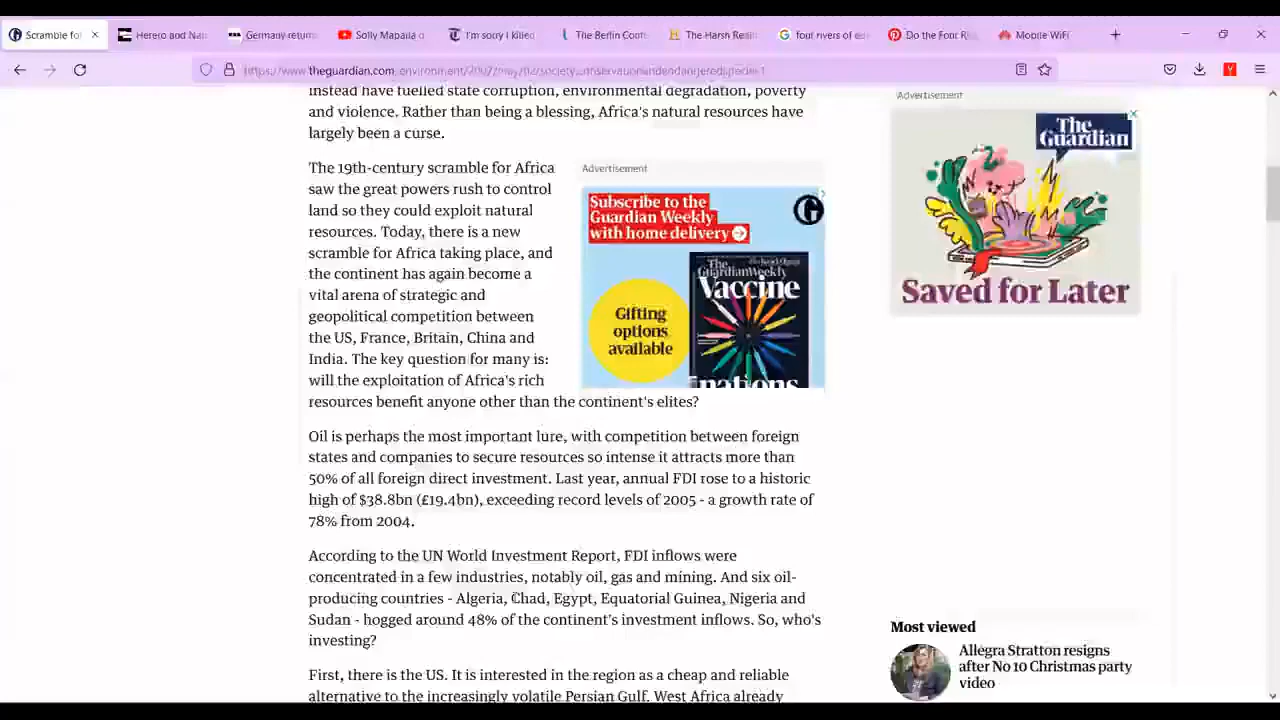 Scramble fo
Herero and Na
Germany return
Solly Mapaila o
I'm sorry I killed
The Berlin Conf
The Harsh Reali
four rivers of e
Do the Four Ri
Mobile WiFi
https://www.theguardian.com
instead have fuelled state corruption, environmental degradation, poverty
and violence. Rather than being a blessing, Africa's natural resources have
largely been a curse.
The 19th-century scramble for Africa
saw the great powers rush to control
land so they could exploit natural
resources. Today, there is a new
scramble for Africa taking place, and
the continent has again become a
vital arena of strategic and
geopolitical competition between
the US, France, Britain, China and
India. The key question for many is:
will the exploitation of Africa's rich
resources benefit anyone other than the continent's elites?
Advertisement
Subscribe to the
Guardian Weekly
with home delivery
The
GuardianWeekly
Vaccine
Gifting
options
available
Oil is perhaps the most important lure, with competition between foreign
states and companies to secure resources so intense it attracts more than
50% of all foreign direct investment. Last year, annual FDI rose to a historic
high of $38.8bn (£19.4bn), exceeding record levels of 2005 - a growth rate of
78% from 2004.
According to the UN World Investment Report, FDI inflows were
concentrated in a few industries, notably oil, gas and mining. And six oil-
producing countries - Algeria, Chad, Egypt, Equatorial Guinea, Nigeria and
Sudan - hogged around 48% of the continent's investment inflows. So, who's
investing?
First, there is the US. It is interested in the region as a cheap and reliable
alternative to the increasingly volatile Persian Gulf. West Africa already
Advertisement
The
Guardian
Saved for Later
Most viewed
Allegra Stratton resigns
after No 10 Christmas party
video